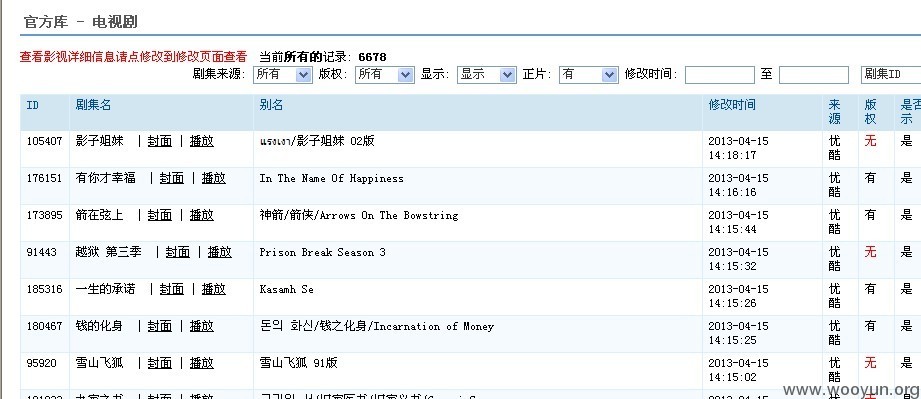 官方库 - 电视剧
查看影视详细信息请点修改到修改页面查看 当前所有的记录: 6678
剧集来源: 所有 版权: 所有 显示: 显示 正片: 有 修改时间: 至 剧集ID
ID 剧集名 别名 修改时间 来源 版权 是否 示
105407 影子姐妹 | 封面 | 播放 แรงเงา/影子姐妹 02版 2013-04-15 14:18:17 优酷 无 是
176151 有你才幸福 | 封面 | 播放 In The Name Of Happiness 2013-04-15 14:16:16 优酷 有 是
173895 箭在弦上 | 封面 | 播放 神箭/箭侠/Arrows On The Bowstring 2013-04-15 14:15:44 优酷 有 是
91443 越狱 第三季 | 封面 | 播放 Prison Break Season 3 2013-04-15 14:15:32 优酷 无 是
185316 一生的承诺 | 封面 | 播放 Kasamh Se 2013-04-15 14:15:26 优酷 有 是
180467 钱的化身 | 封面 | 播放 돈의 화신/钱之化身/Incarnation of Money 2013-04-15 14:15:25 优酷 有 是
95920 雪山飞狐 | 封面 | 播放 雪山飞狐 91版 2013-04-15 14:15:02 优酷 无 是
封面 | 播放 2013-04-15
www.wooyun.org